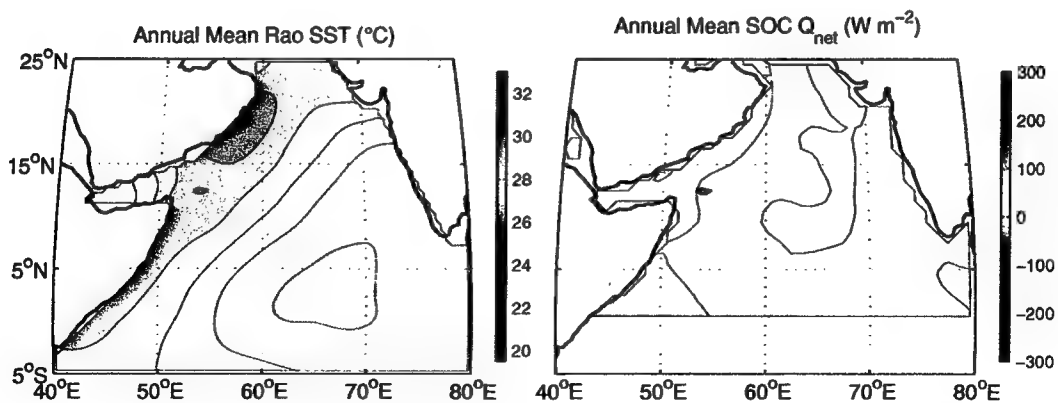 Annual Mean Rao SST (°C)
25°N
15°N
5°N
5°S
40°E
50°E
60°E
70°E
80°E
32
30
28
26
24
22
20
Annual Mean SOC Qnet (W m−2)
40°E
50°E
60°E
70°E
80°E
300
200
100
0
−100
−200
−300